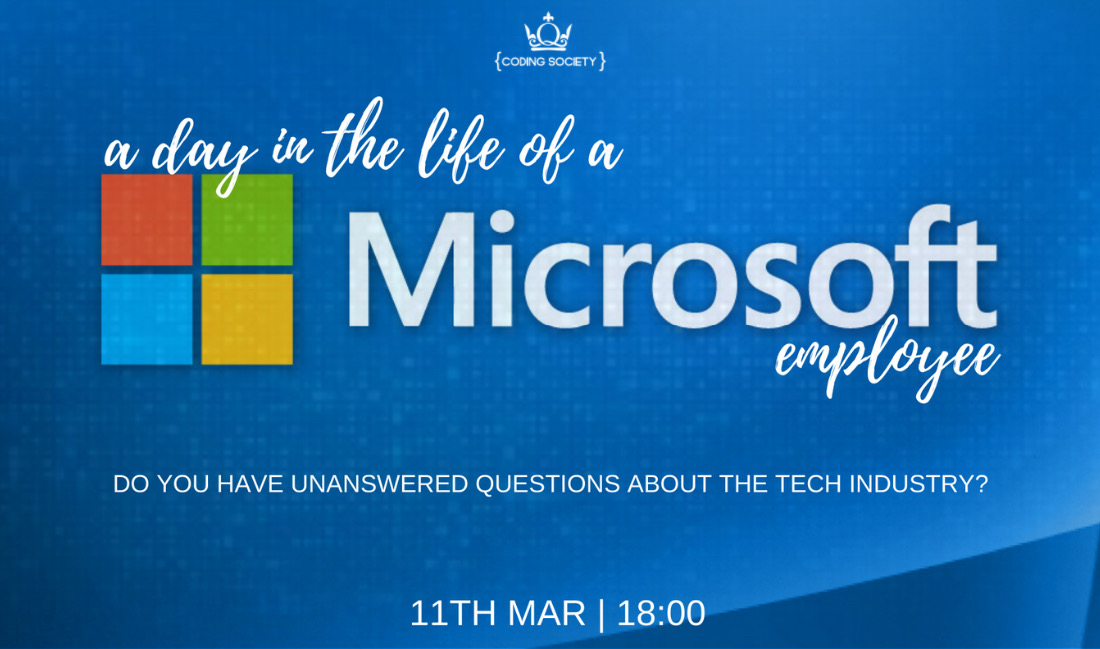 {CODING SOCIETY}
a day in the life of a
Microsoft
employee
DO YOU HAVE UNANSWERED QUESTIONS ABOUT THE TECH INDUSTRY?
11TH MAR | 18:00